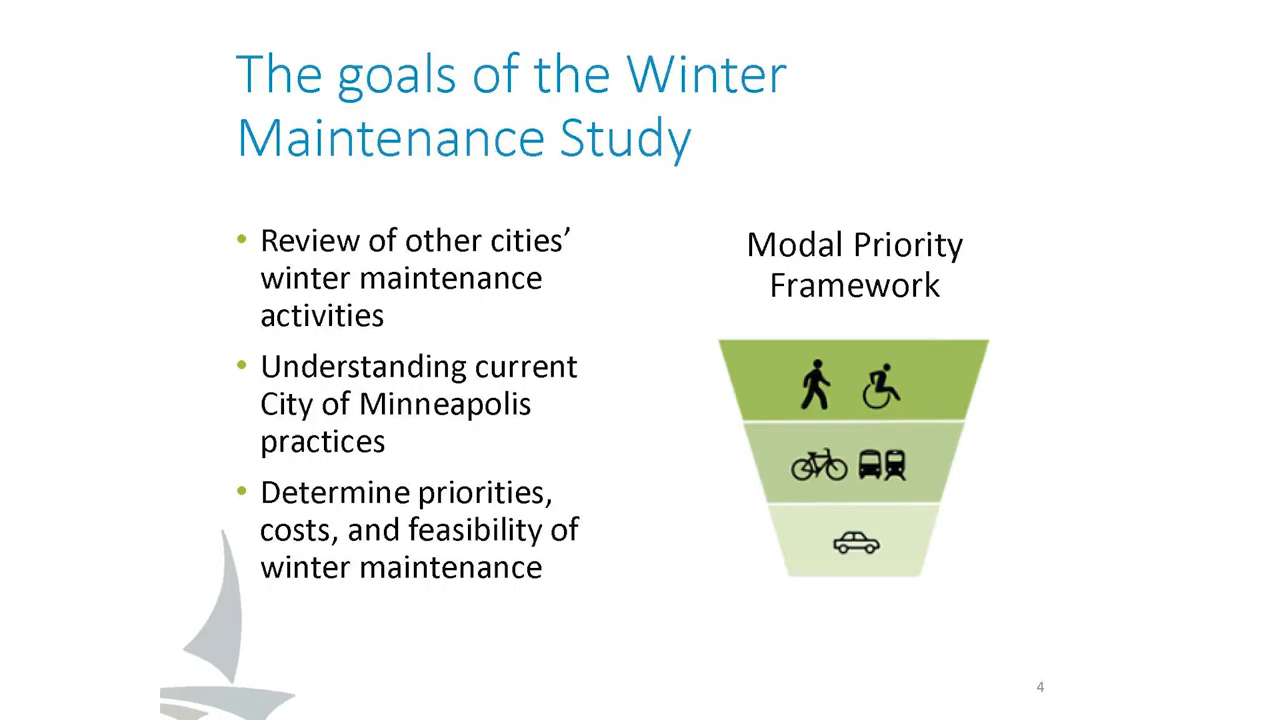 The goals of the Winter
Maintenance Study
• Review of other cities’
winter maintenance
activities
• Understanding current
City of Minneapolis
practices
• Determine priorities,
costs, and feasibility of
winter maintenance
Modal Priority
Framework
4